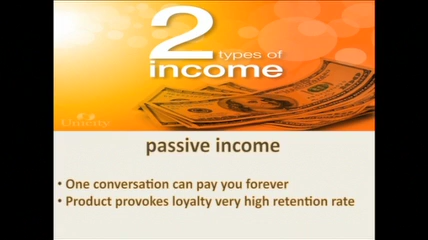 2
types of
income
passive income
• One conversation can pay you forever
• Product provokes loyalty very high retention rate